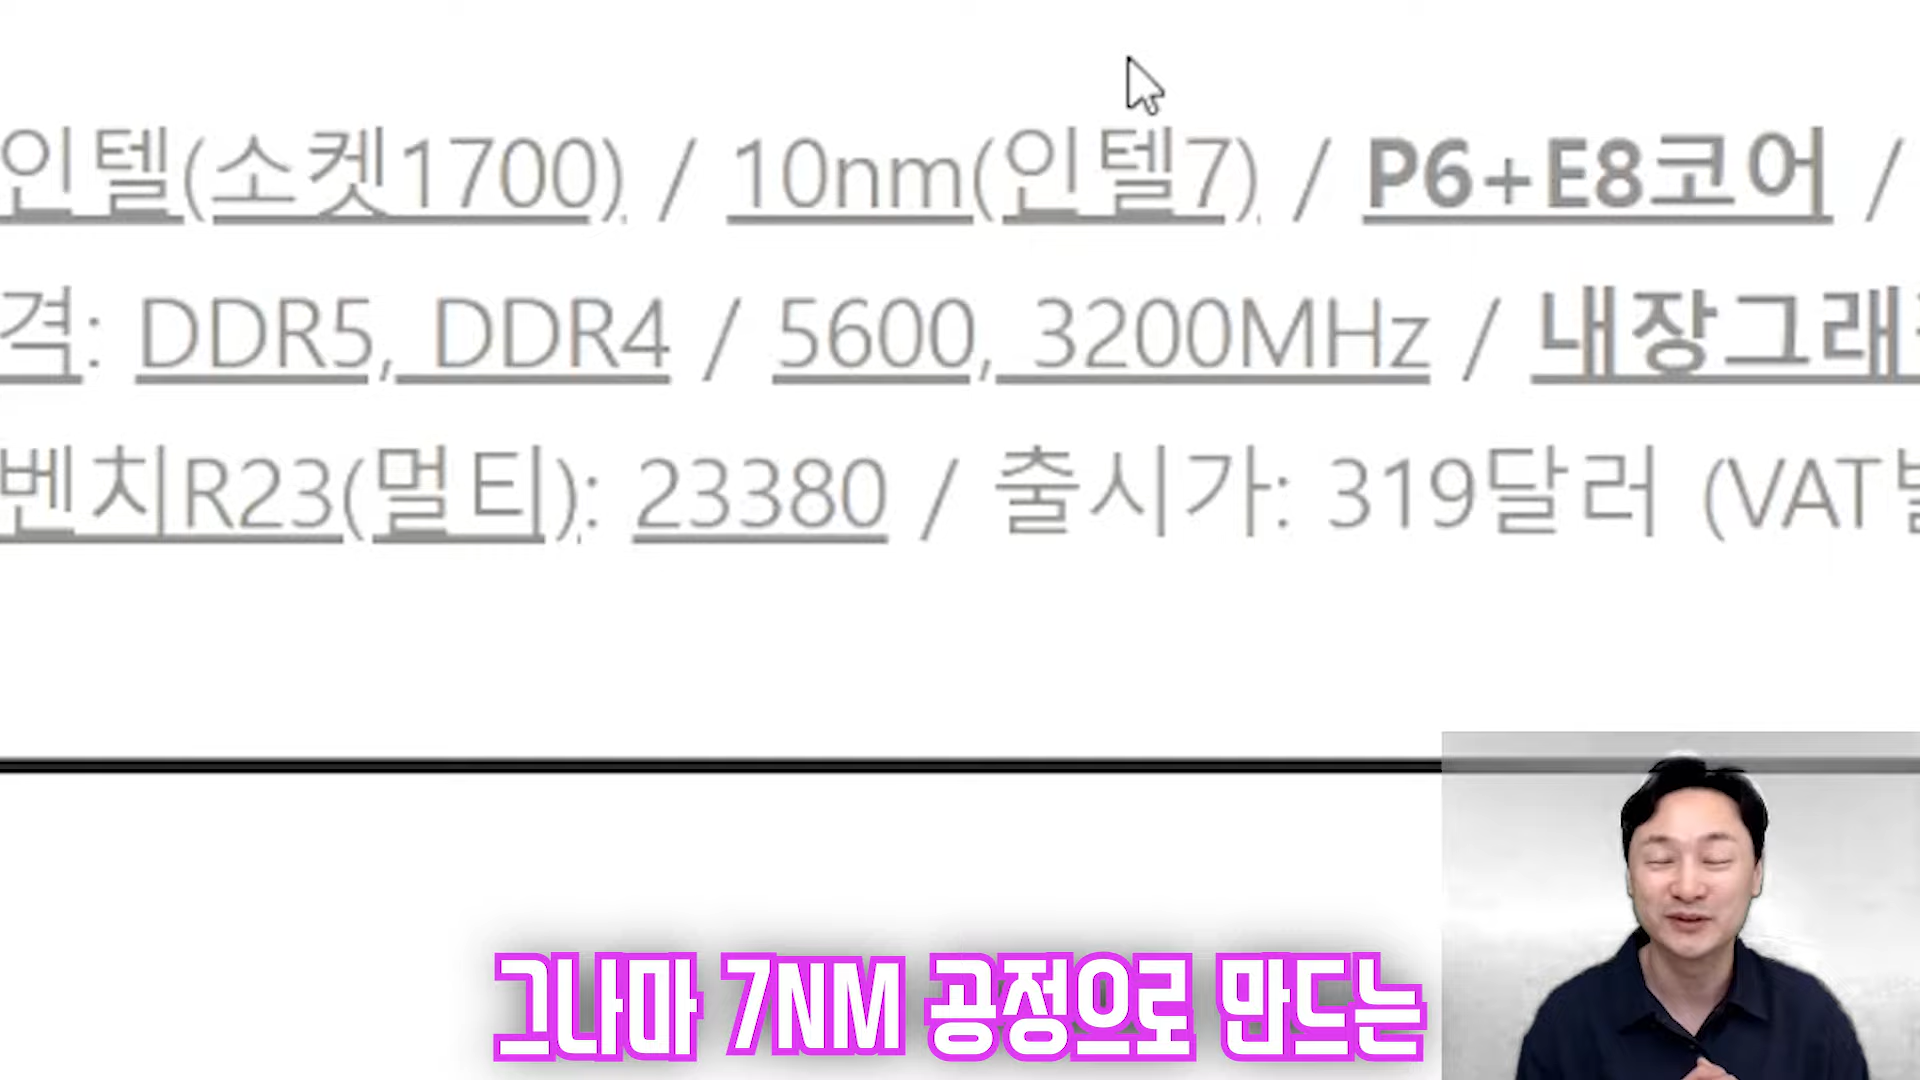 인텔(소켓1700) / 10nm(인텔7) / P6+E8코어 /
격: DDR5, DDR4 / 5600, 3200MHz / 내장그래
벤치R23(멀티): 23380 / 출시가: 319달러 (VAT
그나마 7NM 공정으로 만드는